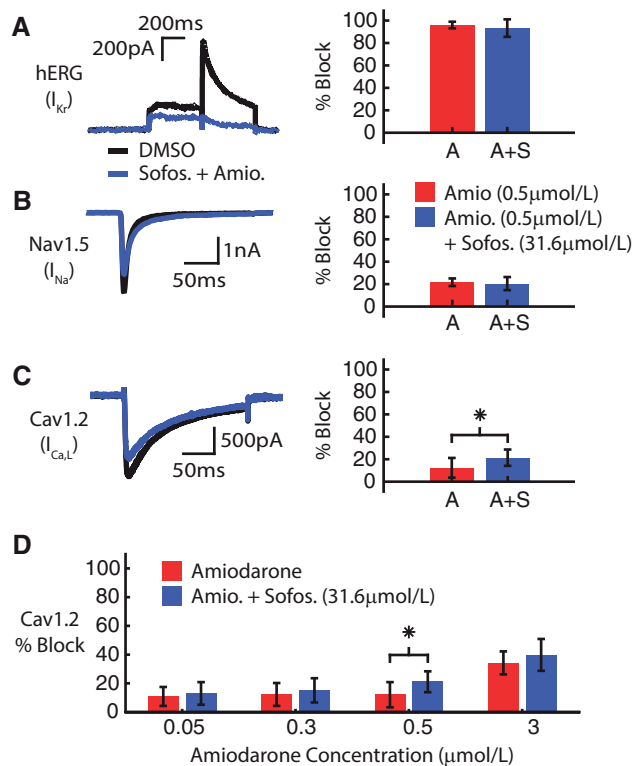 A
200ms
200pA
hERG
(I_Kr)
DMSO
Sofos. + Amio.
% Block
100
80
60
40
20
0
A
A+S
B
Nav1.5
(I_Na)
1nA
50ms
% Block
100
80
60
40
20
0
Amio (0.5μmol/L)
Amio. (0.5μmol/L)
+ Sofos. (31.6μmol/L)
A
A+S
C
Cav1.2
(I_Ca,L)
500pA
50ms
% Block
100
80
60
40
20
0
*
A
A+S
D
Cav1.2
% Block
100
80
60
40
20
0
Amiodarone
Amio. + Sofos. (31.6μmol/L)
*
0.05
0.3
0.5
3
Amiodarone Concentration (μmol/L)